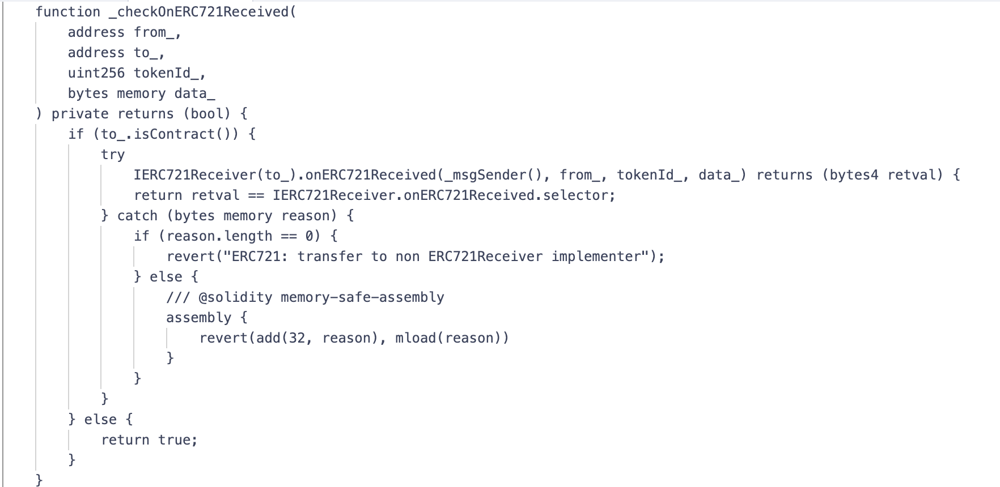 function _checkOnERC721Received(
    address from_,
    address to_,
    uint256 tokenId_,
    bytes memory data_
) private returns (bool) {
    if (to_.isContract()) {
        try
            IERC721Receiver(to_).onERC721Received(_msgSender(), from_, tokenId_, data_) returns (bytes4 retval) {
            return retval == IERC721Receiver.onERC721Received.selector;
        } catch (bytes memory reason) {
            if (reason.length == 0) {
                revert("ERC721: transfer to non ERC721Receiver implementer");
            } else {
                /// @solidity memory-safe-assembly
                assembly {
                    revert(add(32, reason), mload(reason))
                }
            }
        }
    } else {
        return true;
    }
}